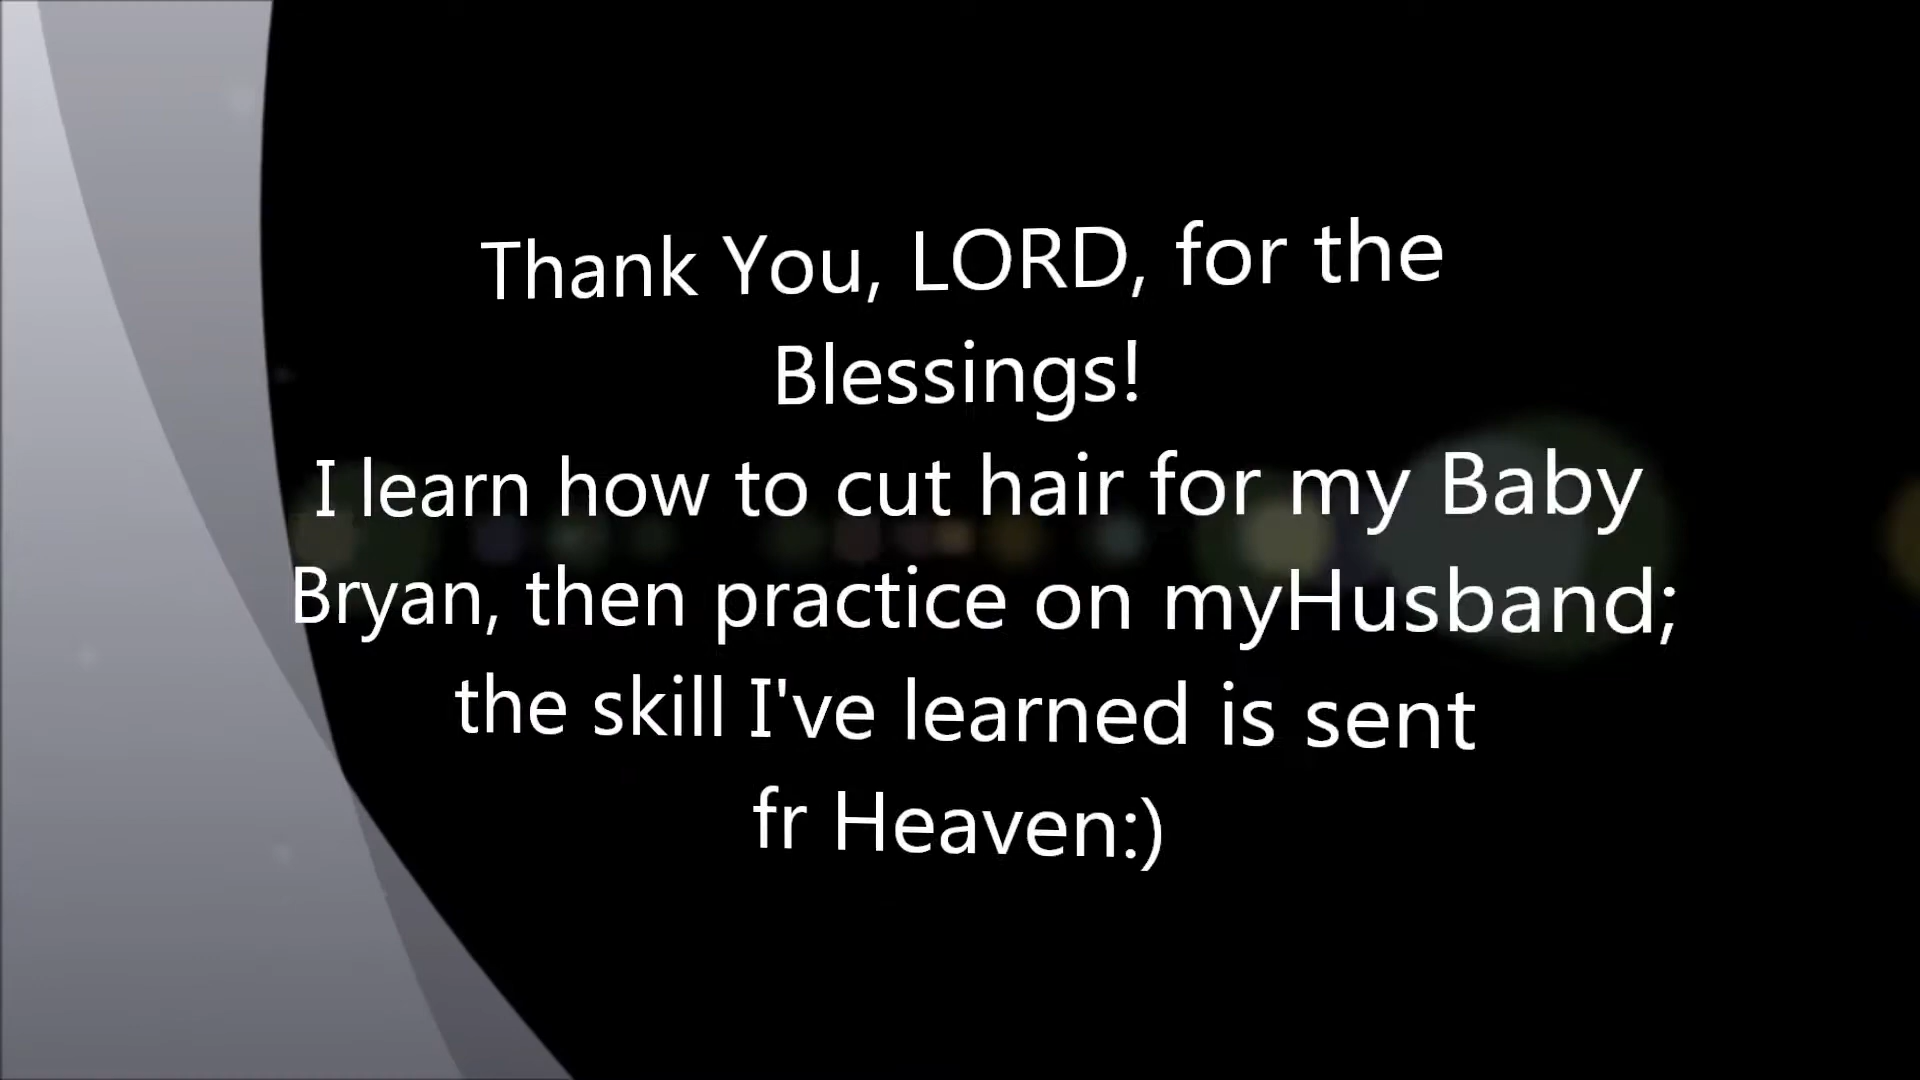 Thank You, LORD, for the
Blessings!
I learn how to cut hair for my Baby
Bryan, then practice on myHusband;
the skill I've learned is sent
fr Heaven:)